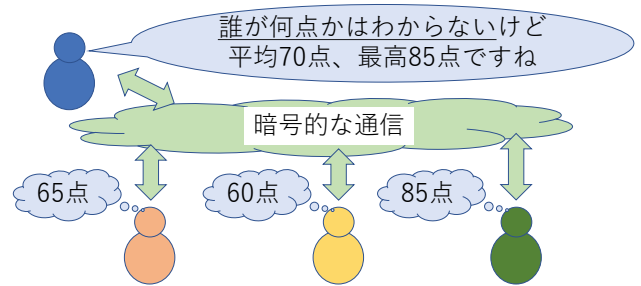 誰が何点かはわからないけど
平均70点、最高85点ですね
暗号的な通信
65点
60点
85点